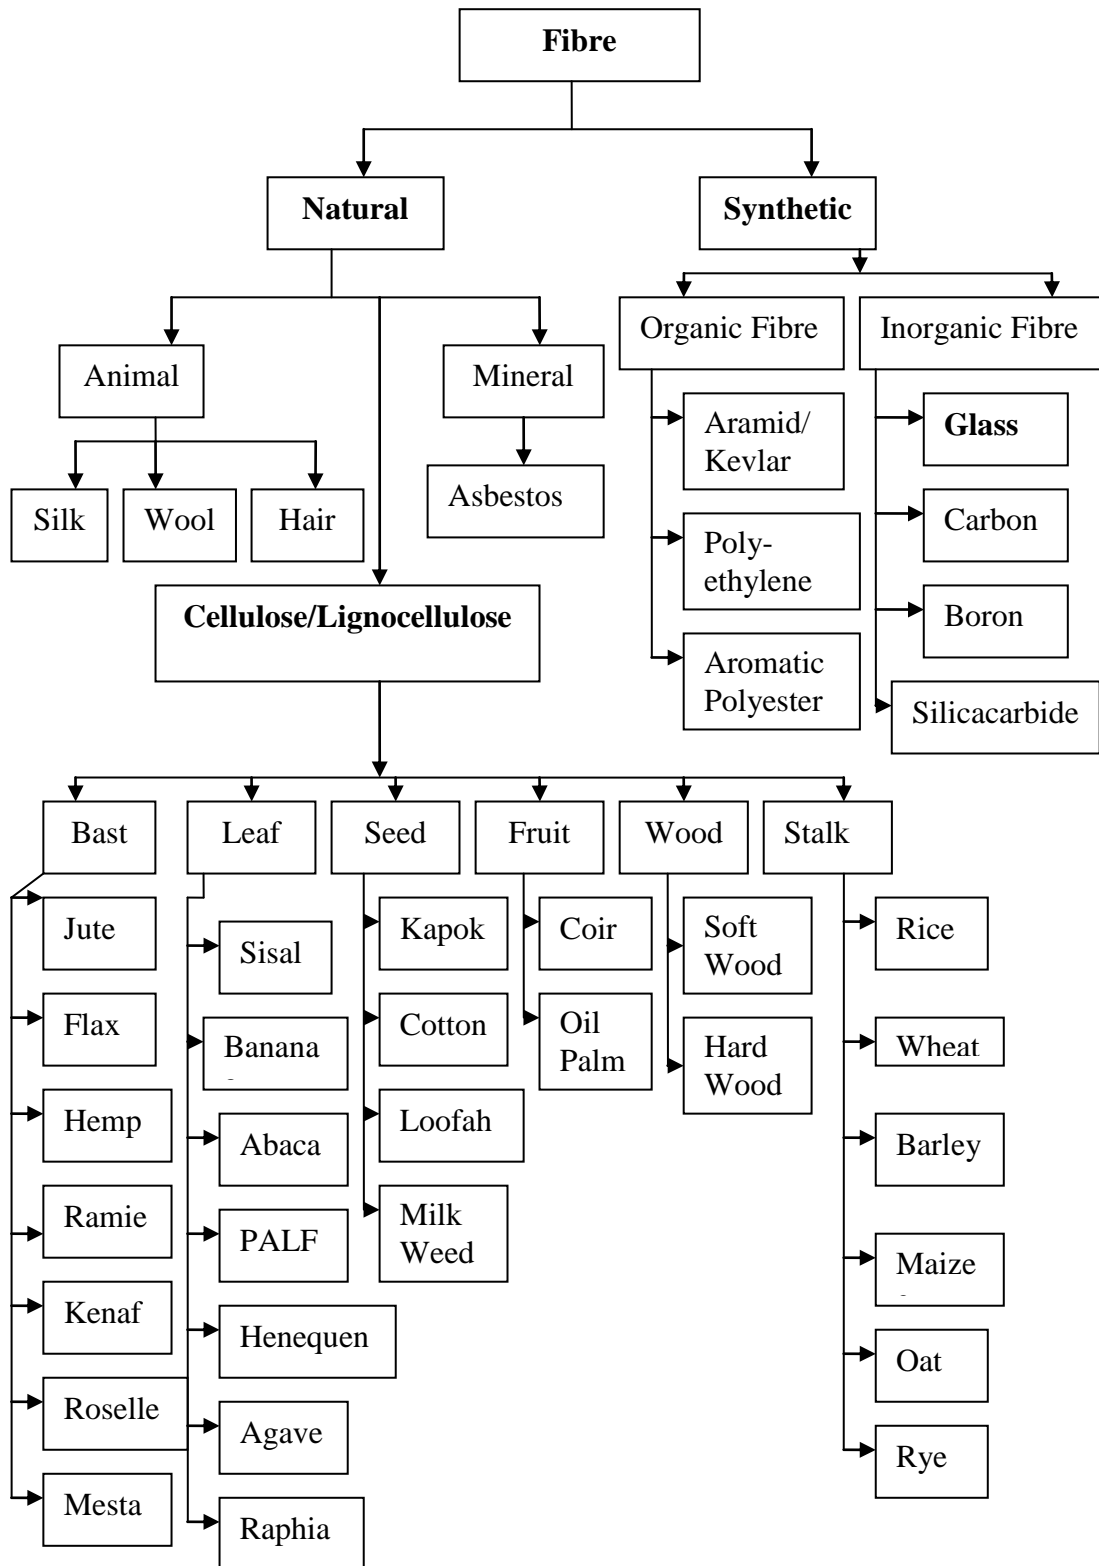 Fibre
Natural
Synthetic
Animal
Mineral
Organic Fibre
Inorganic Fibre
Silk
Wool
Hair
Asbestos
Aramid/
Kevlar
Poly-
ethylene
Aromatic
Polyester
Glass
Carbon
Boron
Silicacarbide
Cellulose/Lignocellulose
Bast
Leaf
Seed
Fruit
Wood
Stalk
Jute
Flax
Hemp
Ramie
Kenaf
Roselle
Mesta
Sisal
Banana
Abaca
PALF
Henequen
Agave
Raphia
Kapok
Cotton
Loofah
Milk
Weed
Coir
Oil
Palm
Soft
Wood
Hard
Wood
Rice
Wheat
Barley
Maize
Oat
Rye